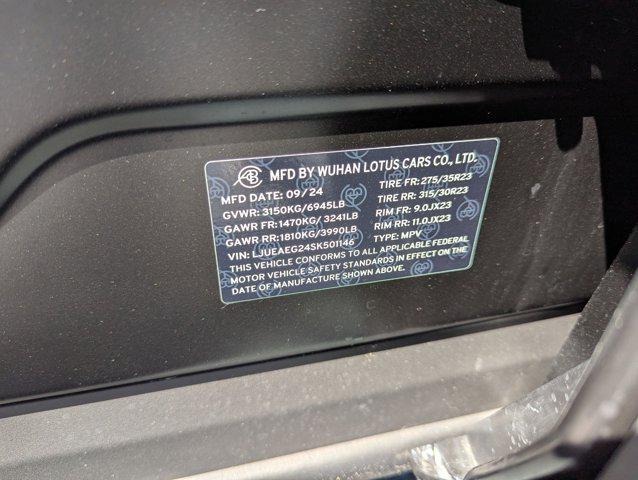 MFD BY WUHAN LOTUS CARS CO., LTD.
MFD DATE: 09/24
GVWR: 3150KG/6945LB
GAWR FR: 1470KG/ 3241LB
GAWR RR: 1810KG/3990LB
VIN: LJUEAEG24SK501146
TIRE FR: 275/35R23
TIRE RR: 315/30R23
RIM FR: 9.0JX23
RIM RR: 11.0JX23
TYPE: MPV
THIS VEHICLE CONFORMS TO ALL APPLICABLE FEDERAL
MOTOR VEHICLE SAFETY STANDARDS IN EFFECT ON THE
DATE OF MANUFACTURE SHOWN ABOVE.